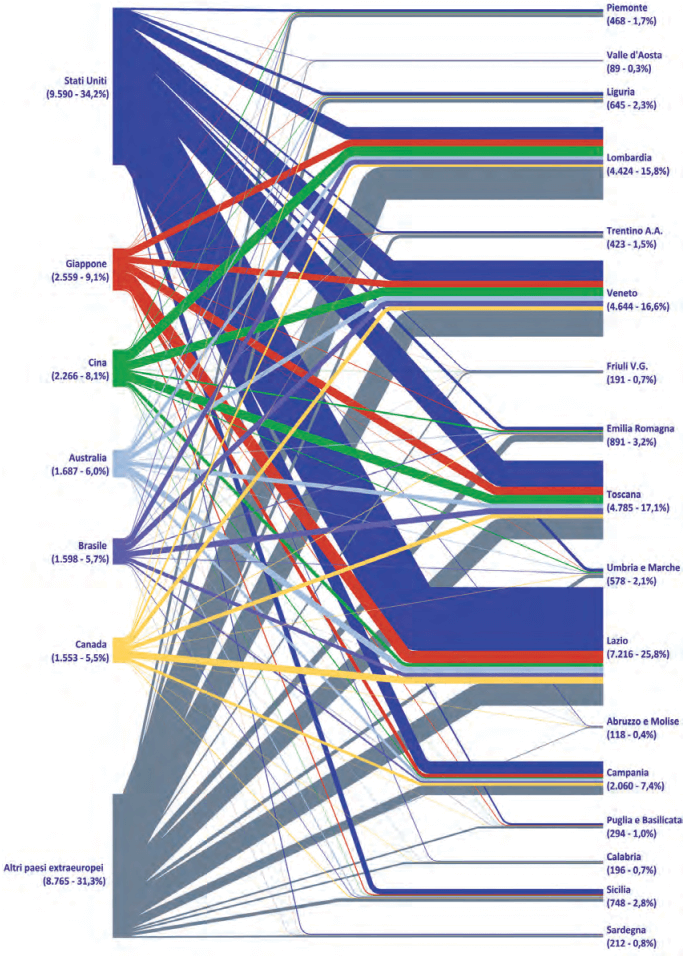 Stati Uniti
(9.590 - 34,2%)
Giappone
(2.559 - 9,1%)
Cina
(2.266 - 8,1%)
Australia
(1.687 - 6,0%)
Brasile
(1.598 - 5,7%)
Canada
(1.553 - 5,5%)
Altri paesi extraeuropei
(8.765 - 31,3%)
Piemonte
(468 - 1,7%)
Valle d'Aosta
(89 - 0,3%)
Liguria
(645 - 2,3%)
Lombardia
(4.424 - 15,8%)
Trentino A.A.
(423 - 1,5%)
Veneto
(4.644 - 16,6%)
Friuli V.G.
(191 - 0,7%)
Emilia Romagna
(891 - 3,2%)
Toscana
(4.785 - 17,1%)
Umbria e Marche
(578 - 2,1%)
Lazio
(7.216 - 25,8%)
Abruzzo e Molise
(118 - 0,4%)
Campania
(2.060 - 7,4%)
Puglia e Basilicata
(294 - 1,0%)
Calabria
(196 - 0,7%)
Sicilia
(748 - 2,8%)
Sardegna
(212 - 0,8%)